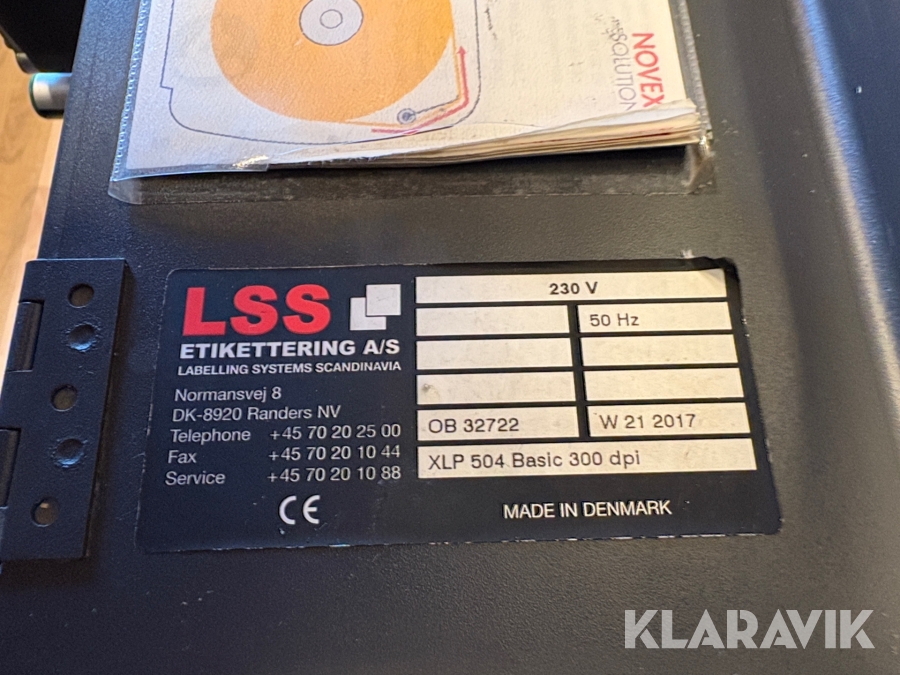 NOVEX
SOLUTION
LSS
ETIKETTERING A/S
LABELLING SYSTEMS SCANDINAVIA
Normansvej 8
DK-8920 Randers NV
Telephone +45 70 20 25 00
Fax +45 70 20 10 44
Service +45 70 20 10 88
CE
230 V
50 Hz
OB 32722
W 21 2017
XLP 504 Basic 300 dpi
MADE IN DENMARK
KLARAVIK